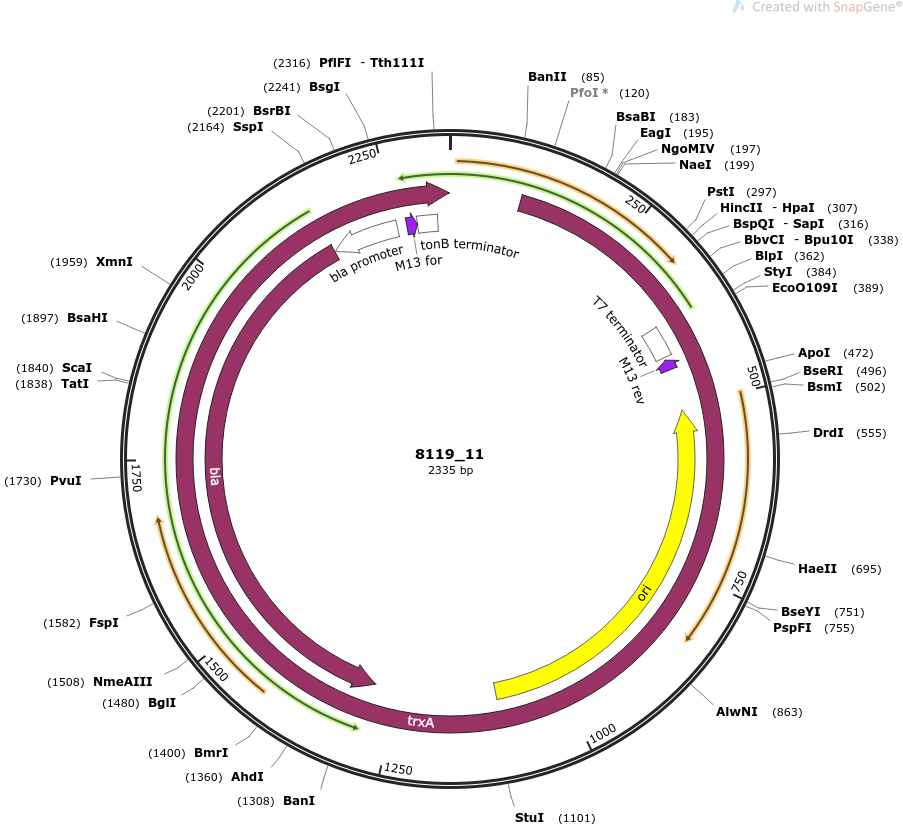 Created with SnapGene®
(2316) PflFI - Tth111I
(2241) BsgI
(2201) BsrBI
(2164) SspI
BanII (85)
PfoI * (120)
BsaBI (183)
EagI (195)
NgoMIV (197)
NaeI (199)
PstI (297)
HincII - HpaI (307)
BspQI - SapI (316)
BbvCI - Bpu10I (338)
BlpI (362)
StyI (384)
EcoO109I (389)
ApoI (472)
BseRI (496)
BsmI (502)
DrdI (555)
HaeII (695)
BseYI (751)
PspFI (755)
AlwNI (863)
StuI (1101)
(1308) BanI
(1360) AhdI
(1400) BmrI
(1480) BglI
(1508) NmeAIII
(1582) FspI
(1730) PvuI
(1838) TatI
(1840) ScaI
(1897) BsaHI
(1959) XmnI
250
500
750
1000
1250
1500
1750
2000
2250
bla promoter
M13 for
tonB terminator
T7 terminator
M13 rev
bla
ori
trxA
8119_11
2335 bp